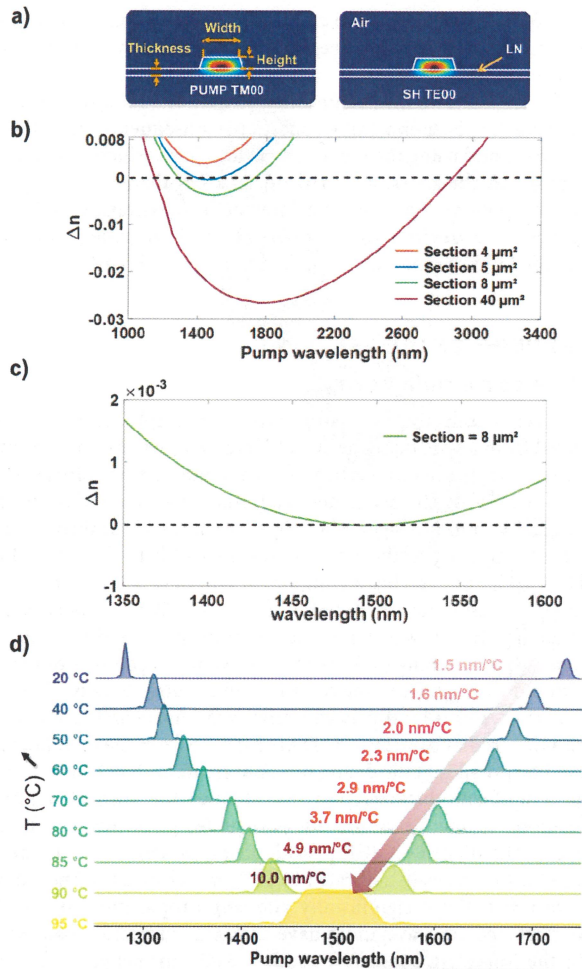 a)
Width
Thickness
Height
PUMP TM00
Air
LN
SH TE00
b)
0.008
0
-0.01
-0.02
-0.03
Δn
Section 4 µm²
Section 5 µm²
Section 8 µm²
Section 40 µm²
1000 1400 1800 2200 2600 3000 3400
Pump wavelength (nm)
c)
×10⁻³
2
1
0
-1
Δn
Section = 8 µm²
1350 1400 1450 1500 1550 1600
wavelength (nm)
d)
T (°C)
20 °C 1.5 nm/°C
40 °C 1.6 nm/°C
50 °C 2.0 nm/°C
60 °C 2.3 nm/°C
70 °C 2.9 nm/°C
80 °C 3.7 nm/°C
85 °C 4.9 nm/°C
90 °C 10.0 nm/°C
95 °C
1300 1400 1500 1600 1700
Pump wavelength (nm)